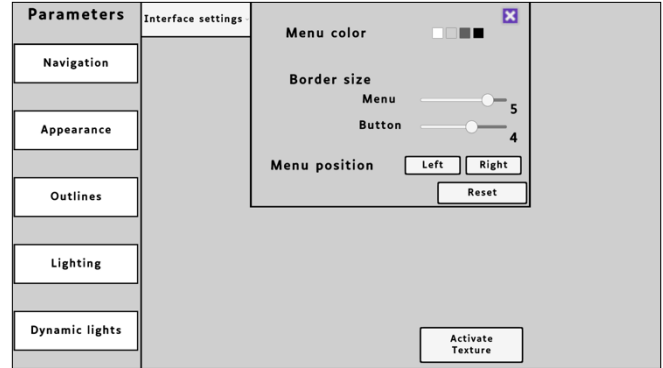 Parameters
Interface settings
Menu color
Navigation
Border size
Menu
5
Appearance
Button
4
Menu position
Left
Right
Outlines
Reset
Lighting
Dynamic lights
Activate
Texture